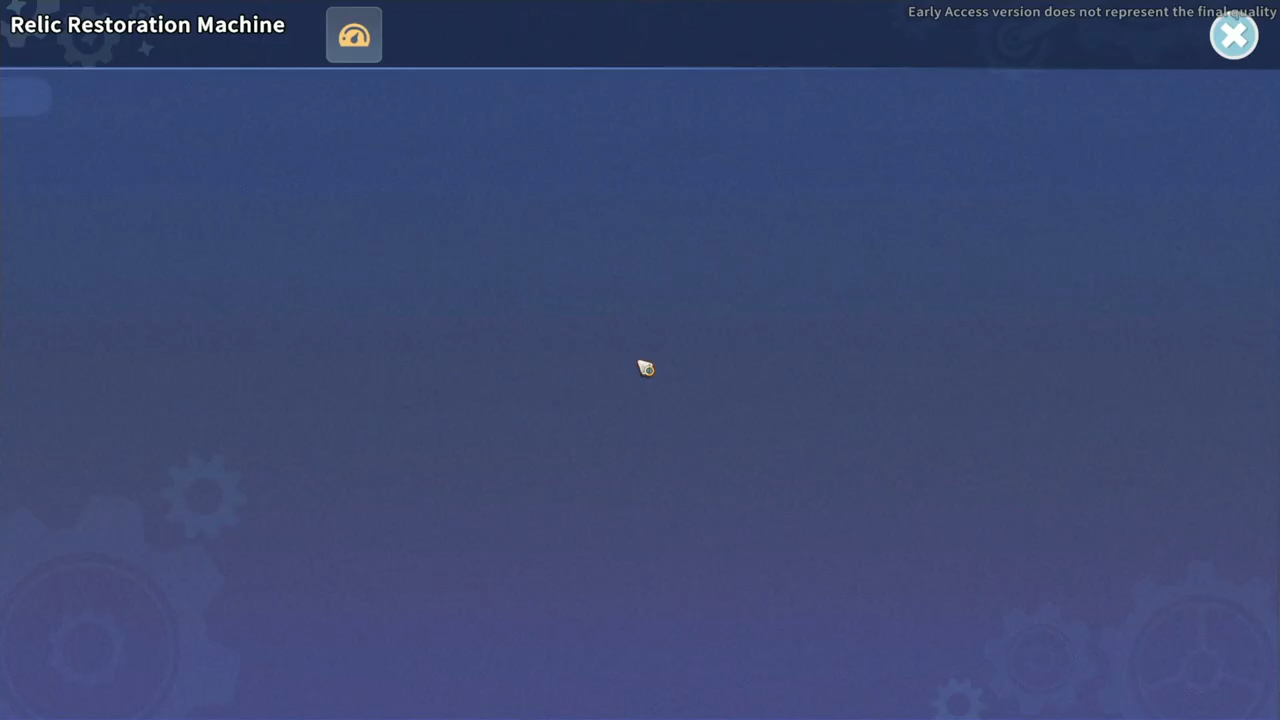 Early Access version does not represent the final quality
Relic Restoration Machine